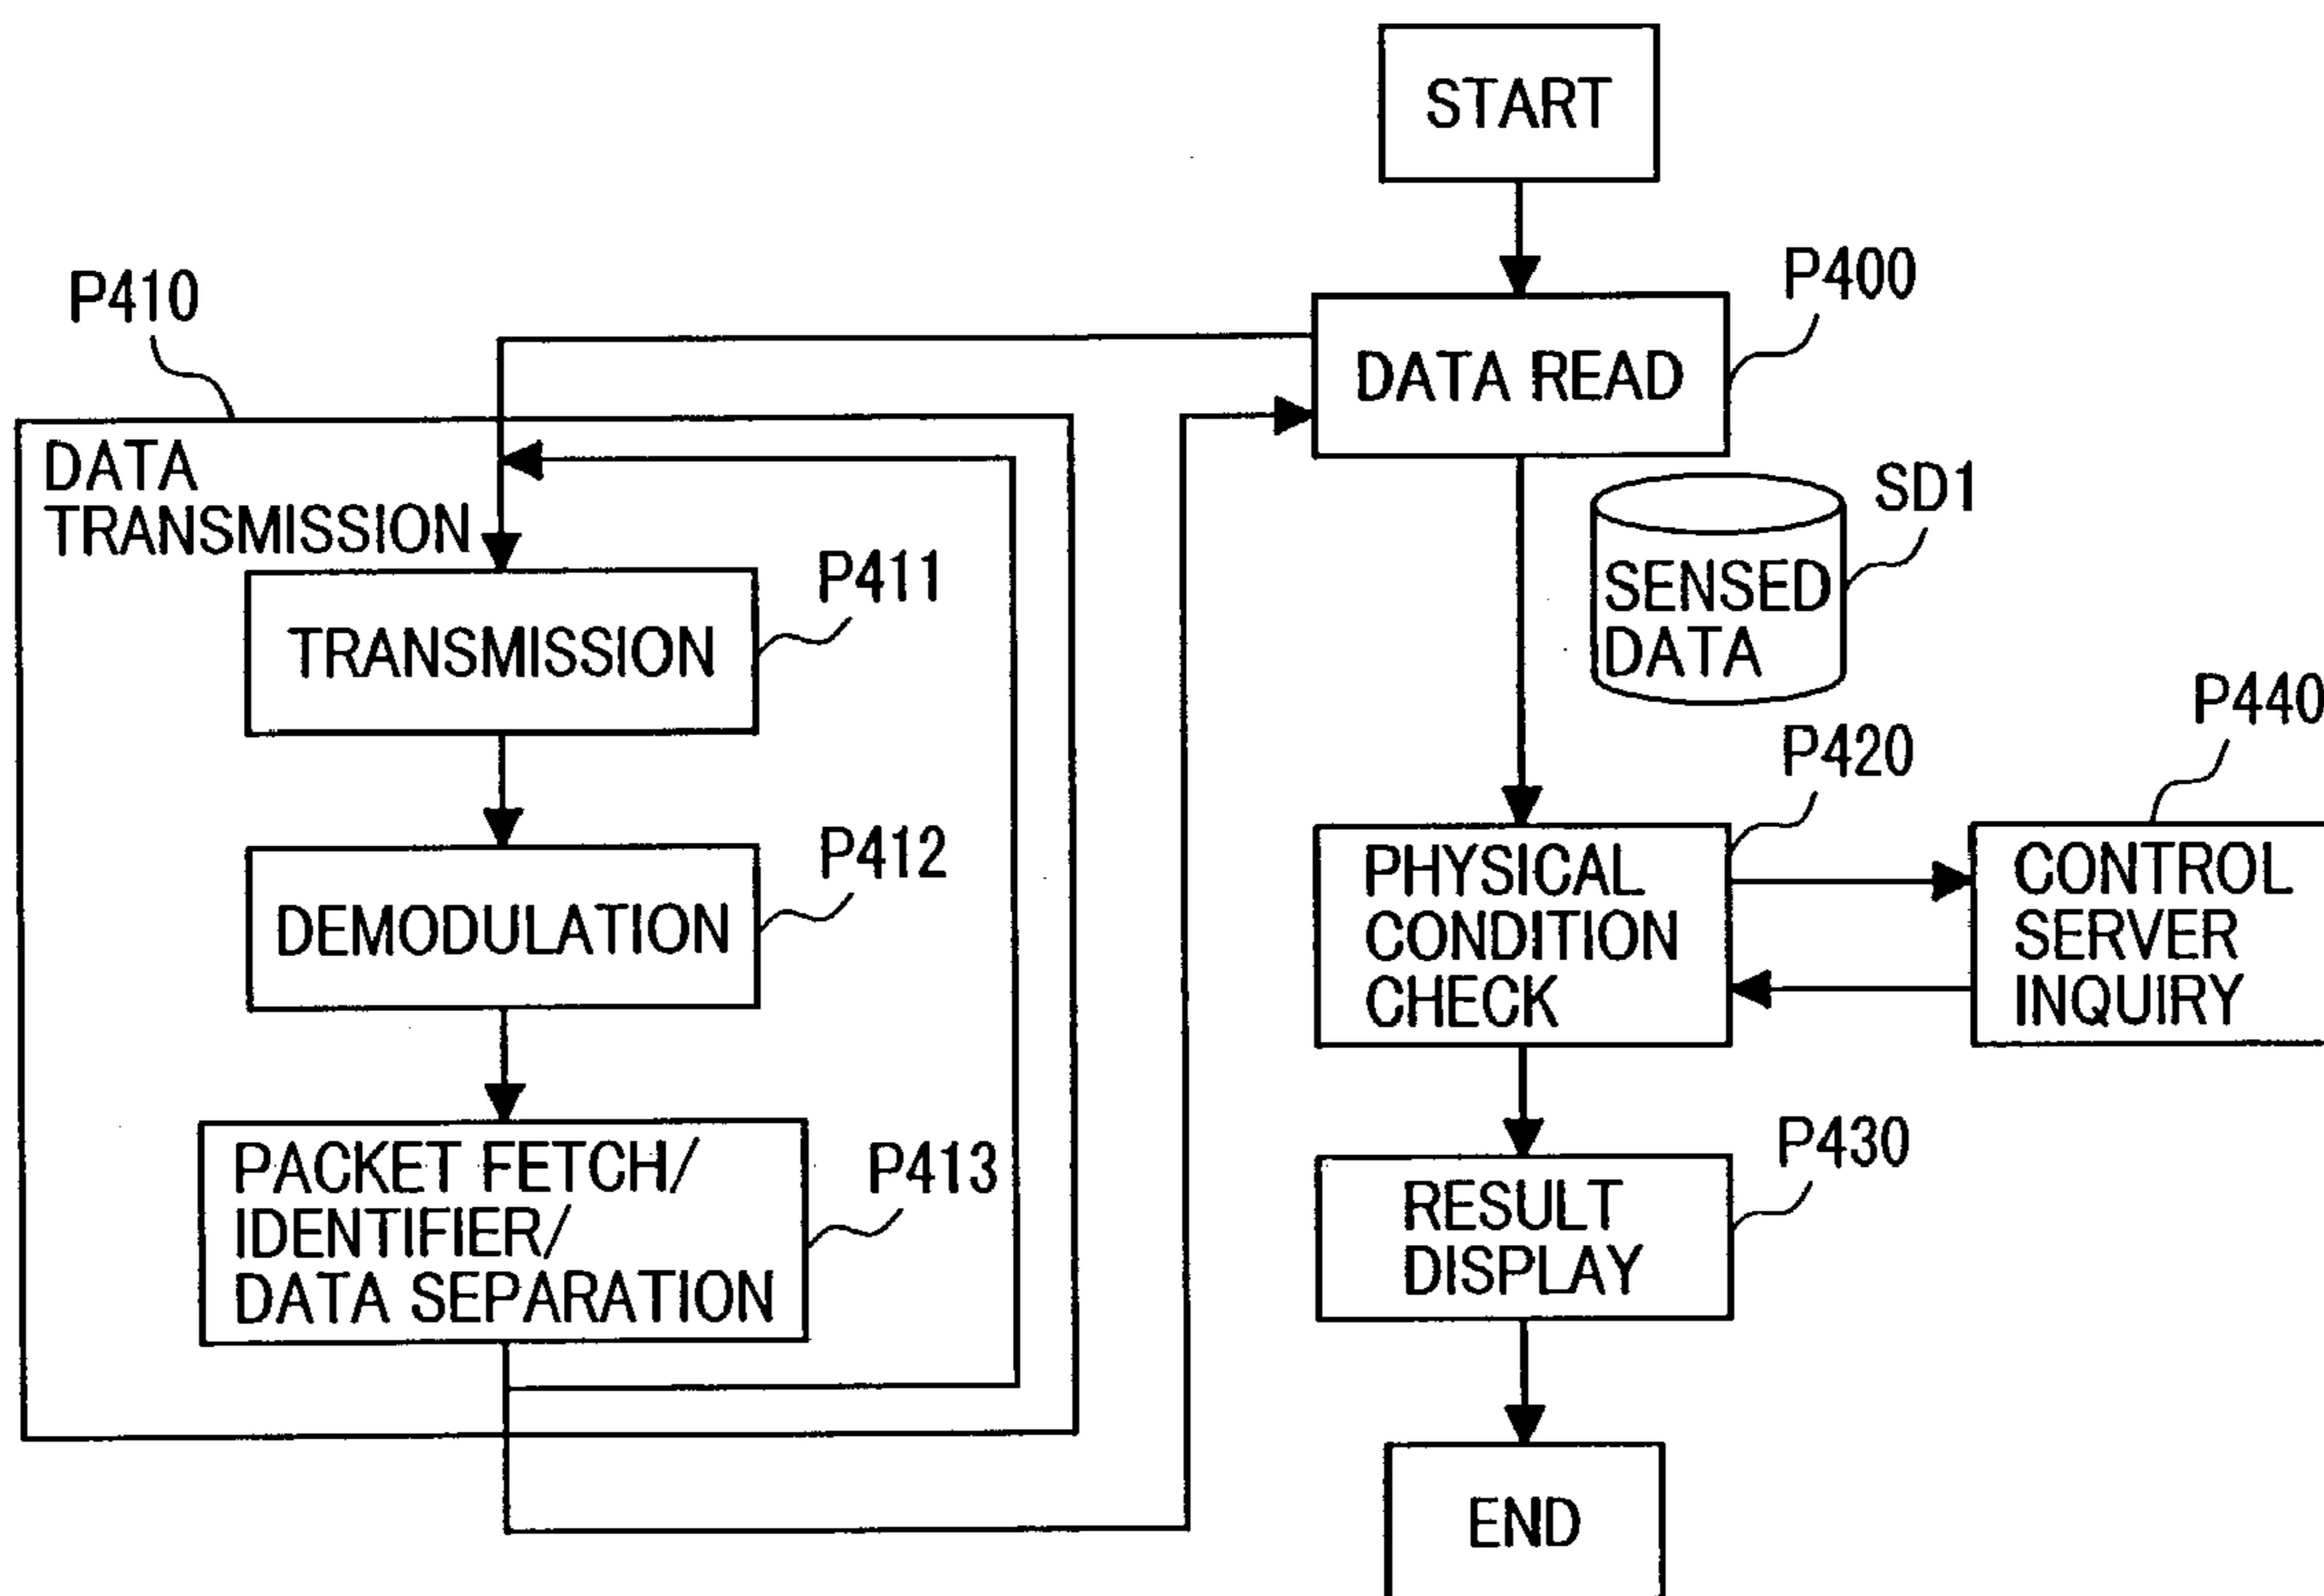 START
P400
DATA READ
P410
DATA
TRANSMISSION
P411
TRANSMISSION
P412
DEMODULATION
P413
PACKET FETCH/
IDENTIFIER/
DATA SEPARATION
SD1
SENSED
DATA
P420
PHYSICAL
CONDITION
CHECK
P440
CONTROL
SERVER
INQUIRY
P430
RESULT
DISPLAY
END